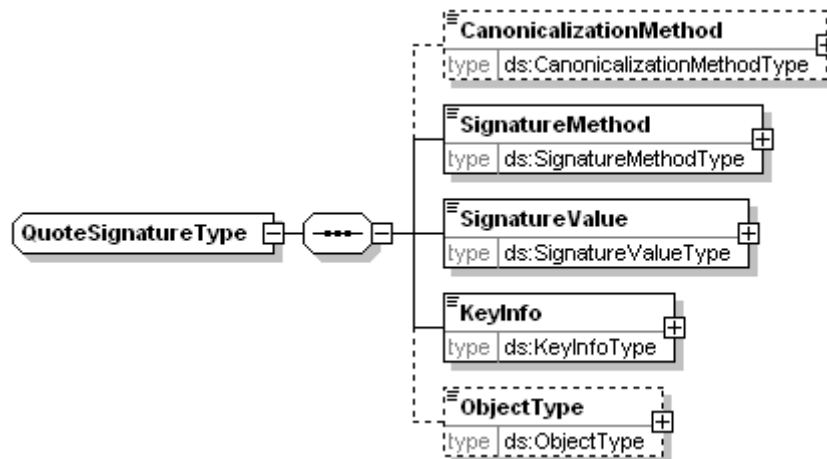 CanonicalizationMethod
type ds:CanonicalizationMethodType
SignatureMethod
type ds:SignatureMethodType
QuoteSignatureType
SignatureValue
type ds:SignatureValueType
KeyInfo
type ds:KeyInfoType
ObjectType
type ds:ObjectType